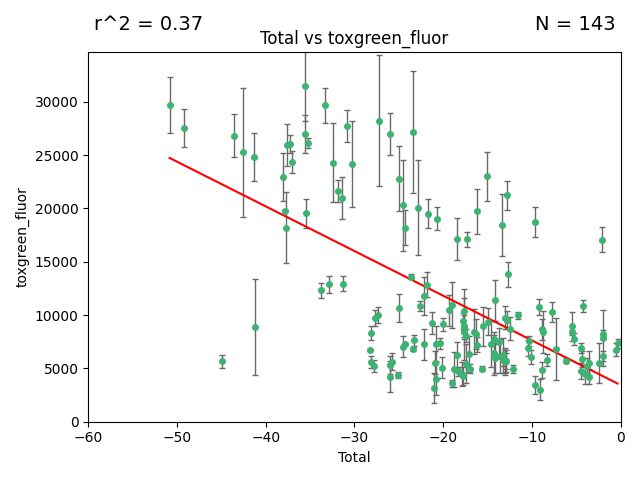 r^2 = 0.37
N = 143
Total vs toxgreen_fluor
30000
25000
20000
15000
10000
5000
0
toxgreen_fluor
−60
−50
−40
−30
−20
−10
0
Total